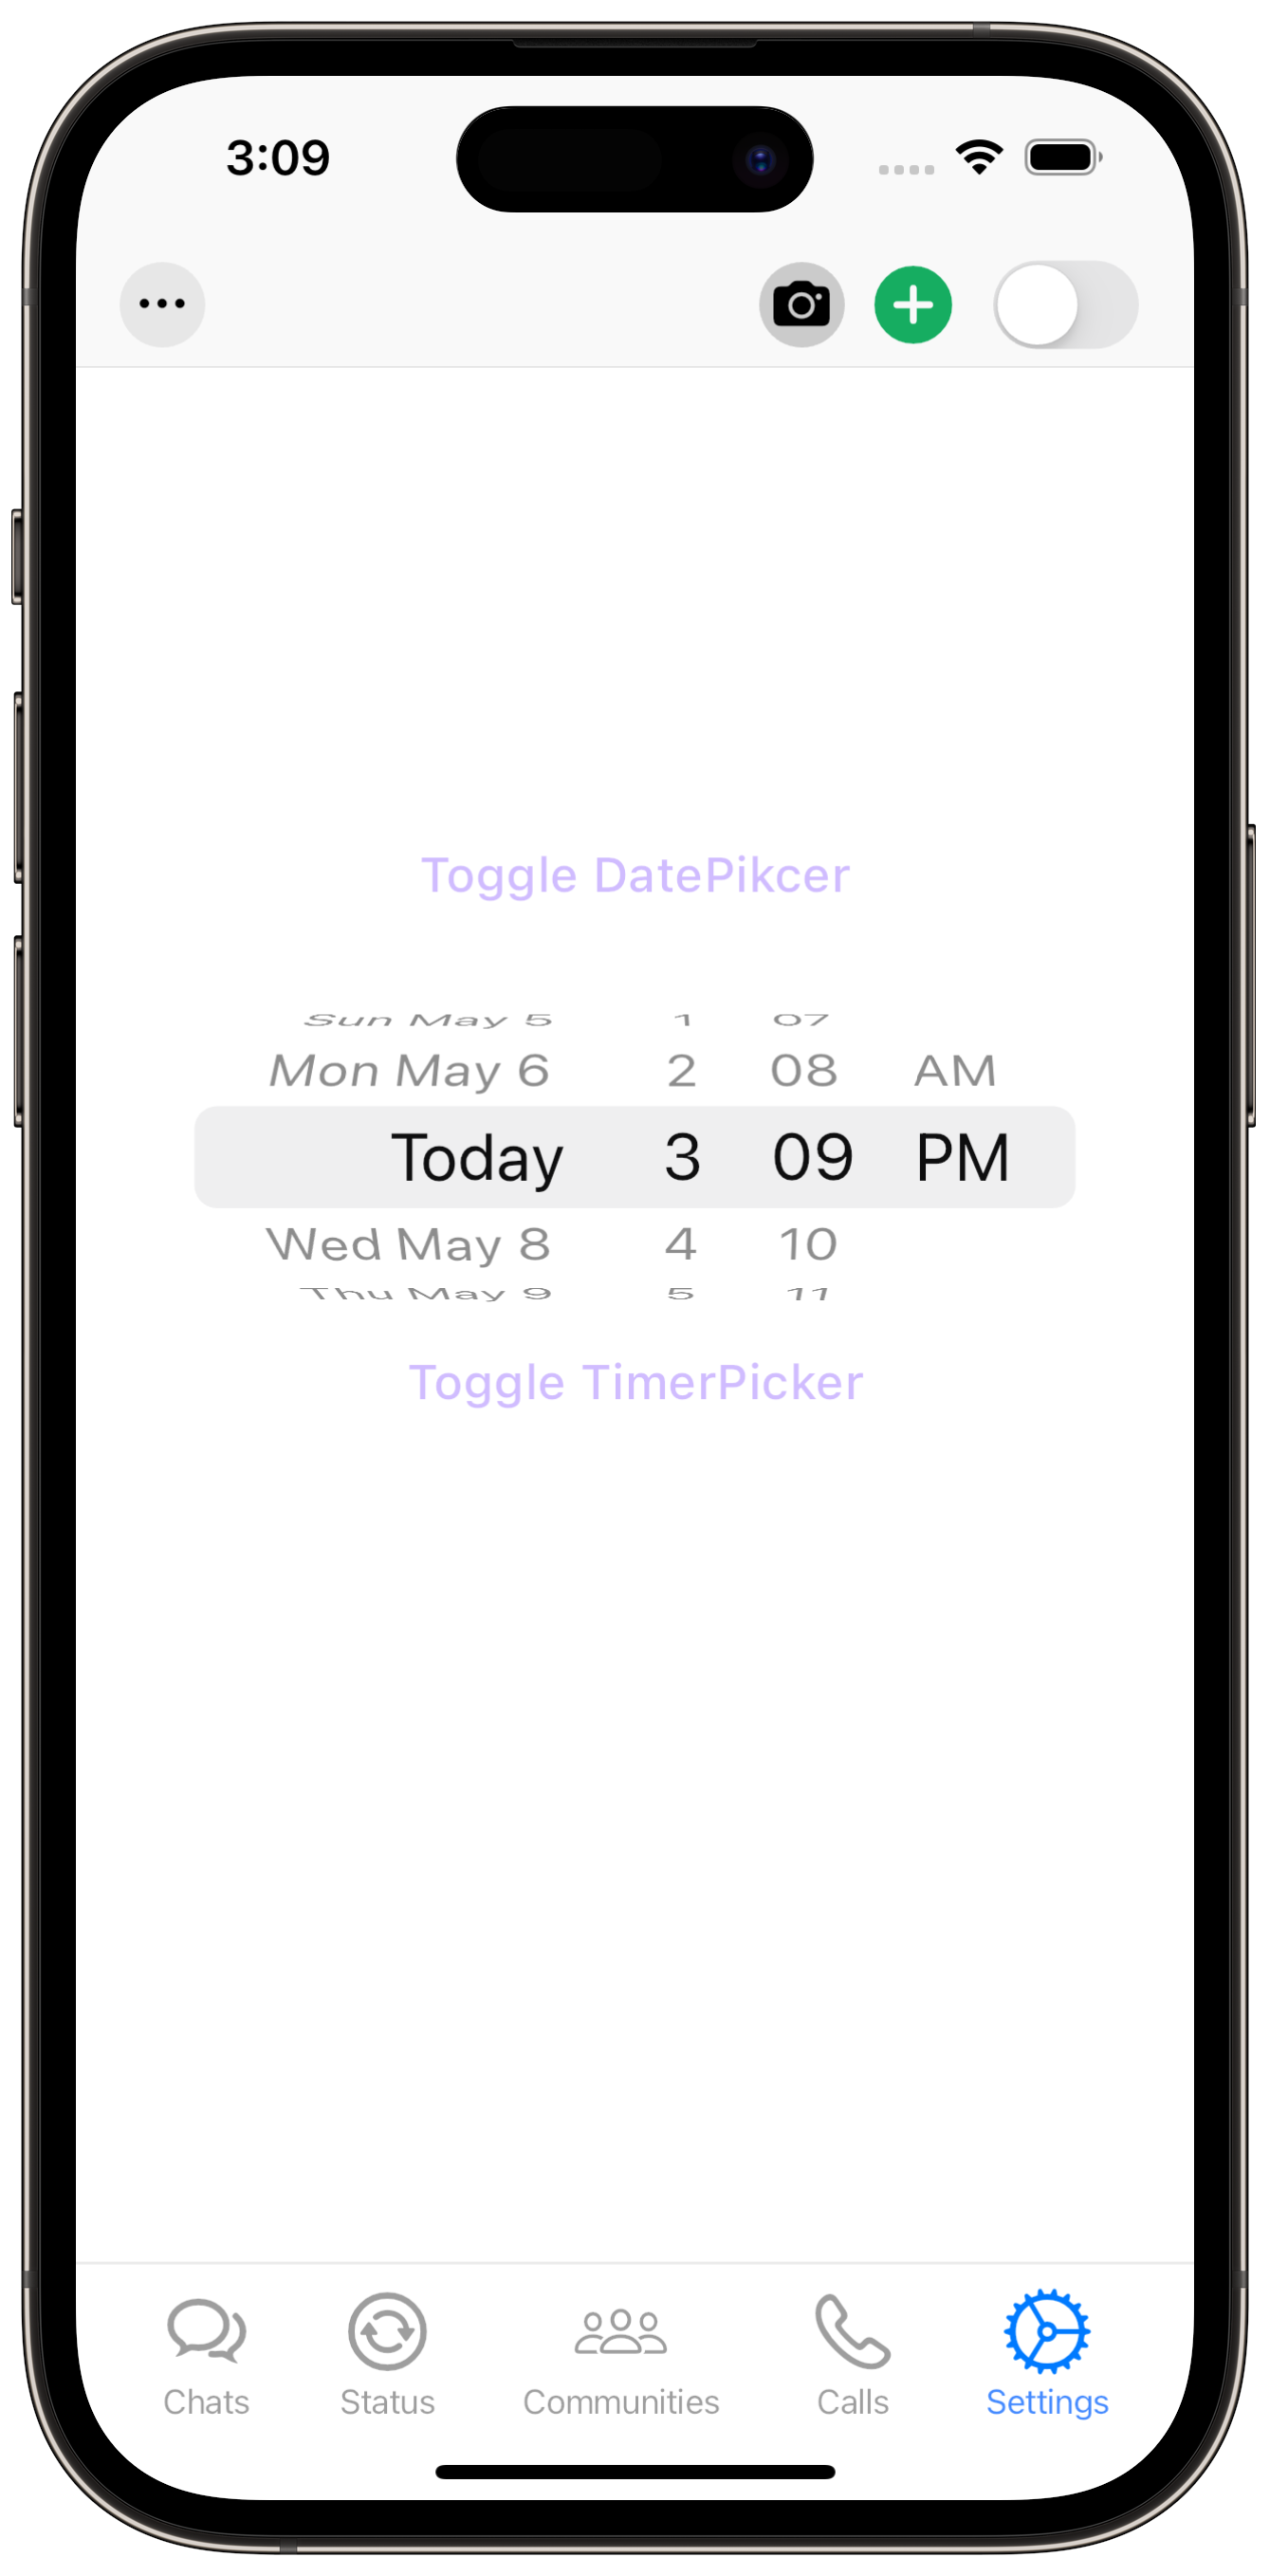 3:09
Toggle DatePikcer
Sun May 5 1 07
Mon May 6 2 08 AM
Today 3 09 PM
Wed May 8 4 10
Thu May 9 5 11
Toggle TimerPicker
Chats Status Communities Calls Settings